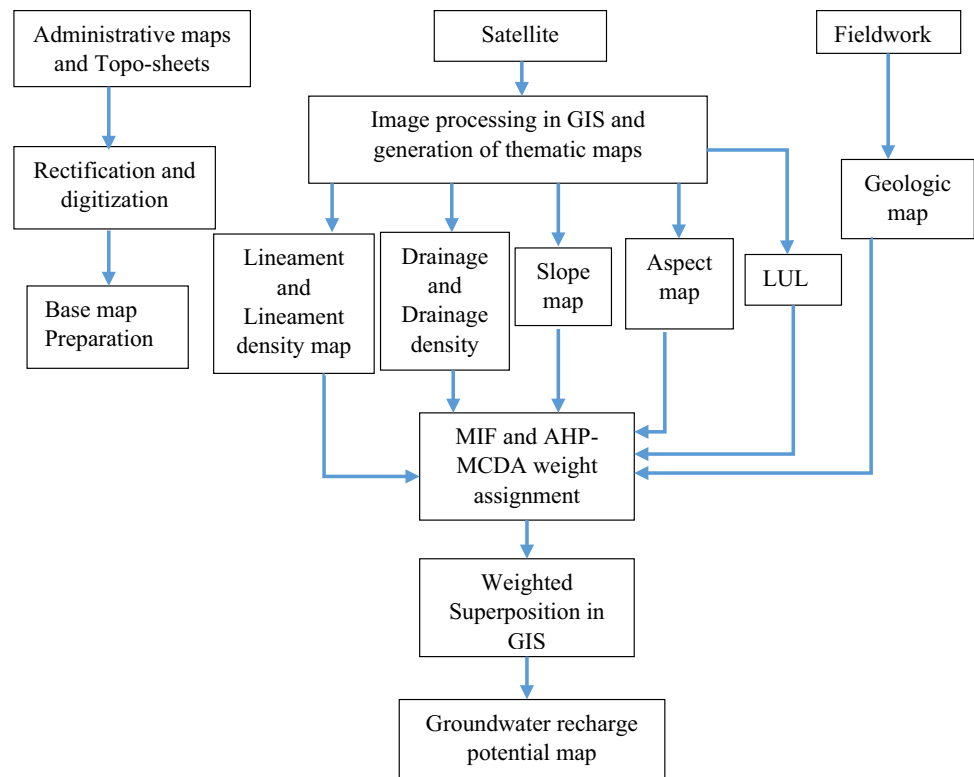 Administrative maps
and Topo-sheets
Satellite
Fieldwork
Image processing in GIS and
generation of thematic maps
Rectification and
digitization
Geologic
map
Lineament
and
Lineament
density map
Drainage
and
Drainage
density
Slope
map
Aspect
map
LUL
Base map
Preparation
MIF and AHP-
MCDA weight
assignment
Weighted
Superposition in
GIS
Groundwater recharge
potential map